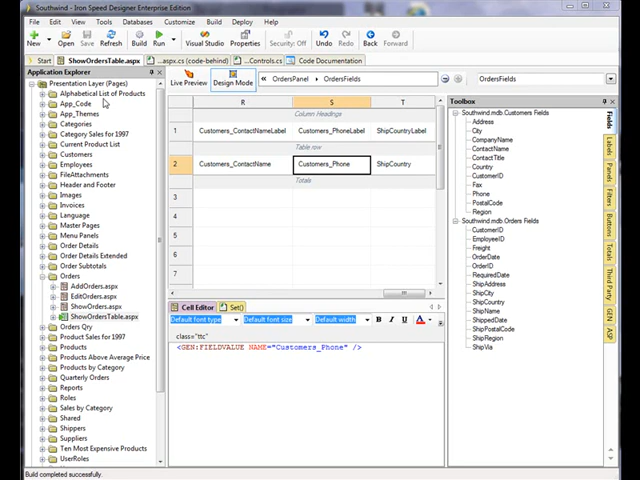 Southwind - Iron Speed Designer Enterprise Edition
File Edit View Tools Databases Customize Build Deploy Help
New Open Refresh Build Run Visual Studio Properties Security: Off Undo Redo Back Forward
Start ShowOrdersTable.aspx ...aspx.cs (code-behind) ...Controls.cs Code Documentation
Application Explorer
Presentation Layer (Pages)
Alphabetical List of Products
App_Code
App_Themes
Categories
Category Sales for 1997
Current Product List
Customers
Employees
FileAttachments
Header and Footer
Images
Invoices
Language
Master Pages
Menu Panels
Order Details
Order Details Extended
Order Subtotals
Orders
AddOrders.aspx
EditOrders.aspx
ShowOrders.aspx
ShowOrdersTable.aspx
Orders Qry
Product Sales for 1997
Products
Products Above Average Price
Products by Category
Quarterly Orders
Reports
Roles
Sales by Category
Shared
Shippers
Suppliers
Ten Most Expensive Products
UserRoles
Live Preview Design Mode OrdersPanel OrdersFields OrdersFields
R S T
Column Headings
1 Customers_ContactNameLabel Customers_PhoneLabel ShipCountryLabel
Table row
2 Customers_ContactName Customers_Phone ShipCountry
Totals
3
4
5
6
7
Cell Editor Set()
Default font type Default font size Default width B I U A
class="ttc"
<GEN:FIELDVALUE NAME="Customers_Phone" />
Toolbox
Southwind.mdb.Customers Fields
Address
City
CompanyName
ContactName
ContactTitle
Country
CustomerID
Fax
Phone
PostalCode
Region
Southwind.mdb.Orders Fields
CustomerID
EmployeeID
Freight
OrderDate
OrderID
RequiredDate
ShipAddress
ShipCity
ShipCountry
ShipName
ShippedDate
ShipPostalCode
ShipRegion
ShipVia
Fields
Labels
Panels
Filters
Buttons
Totals
Third Party
GEN
ASP
Build completed successfully.